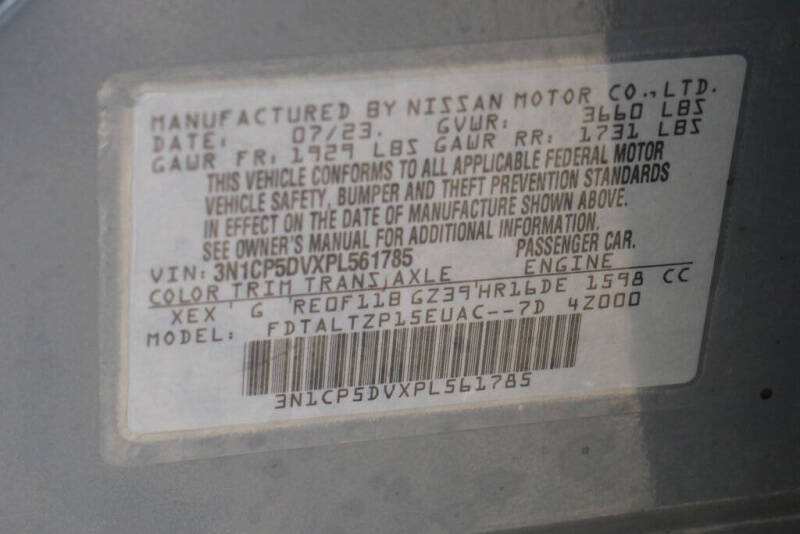 MANUFACTURED BY NISSAN MOTOR CO., LTD.
DATE: 07/23. GVWR: 3660 LBS
GAWR FR: 1929 LBS GAWR RR: 1731 LBS
THIS VEHICLE CONFORMS TO ALL APPLICABLE FEDERAL MOTOR
VEHICLE SAFETY, BUMPER AND THEFT PREVENTION STANDARDS
IN EFFECT ON THE DATE OF MANUFACTURE SHOWN ABOVE.
SEE OWNER'S MANUAL FOR ADDITIONAL INFORMATION.
VIN: 3N1CP5DVXPL561785 PASSENGER CAR.
COLOR TRIM TRANS AXLE ENGINE
XEX G RE0F11B GZ39 HR16DE 1598 CC
MODEL: FDTALTZP15EUAC--7D 4Z000
3N1CP5DVXPL561785